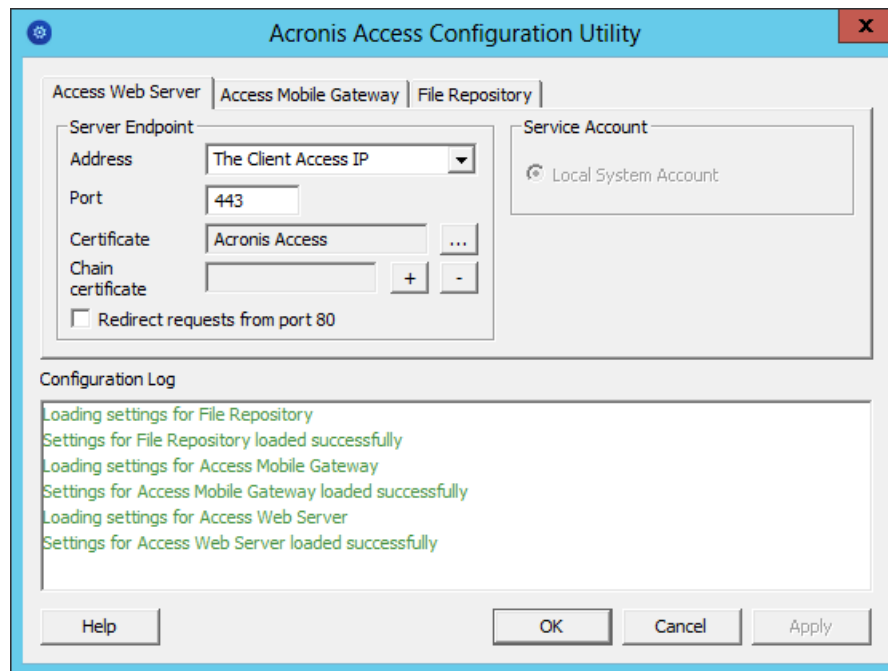 Acronis Access Configuration Utility
x
Access Web Server
Access Mobile Gateway
File Repository
Server Endpoint
Address
The Client Access IP
Port
443
Certificate
Acronis Access
...
Chain
certificate
+
-
Redirect requests from port 80
Service Account
Local System Account
Configuration Log
Loading settings for File Repository
Settings for File Repository loaded successfully
Loading settings for Access Mobile Gateway
Settings for Access Mobile Gateway loaded successfully
Loading settings for Access Web Server
Settings for Access Web Server loaded successfully
Help
OK
Cancel
Apply